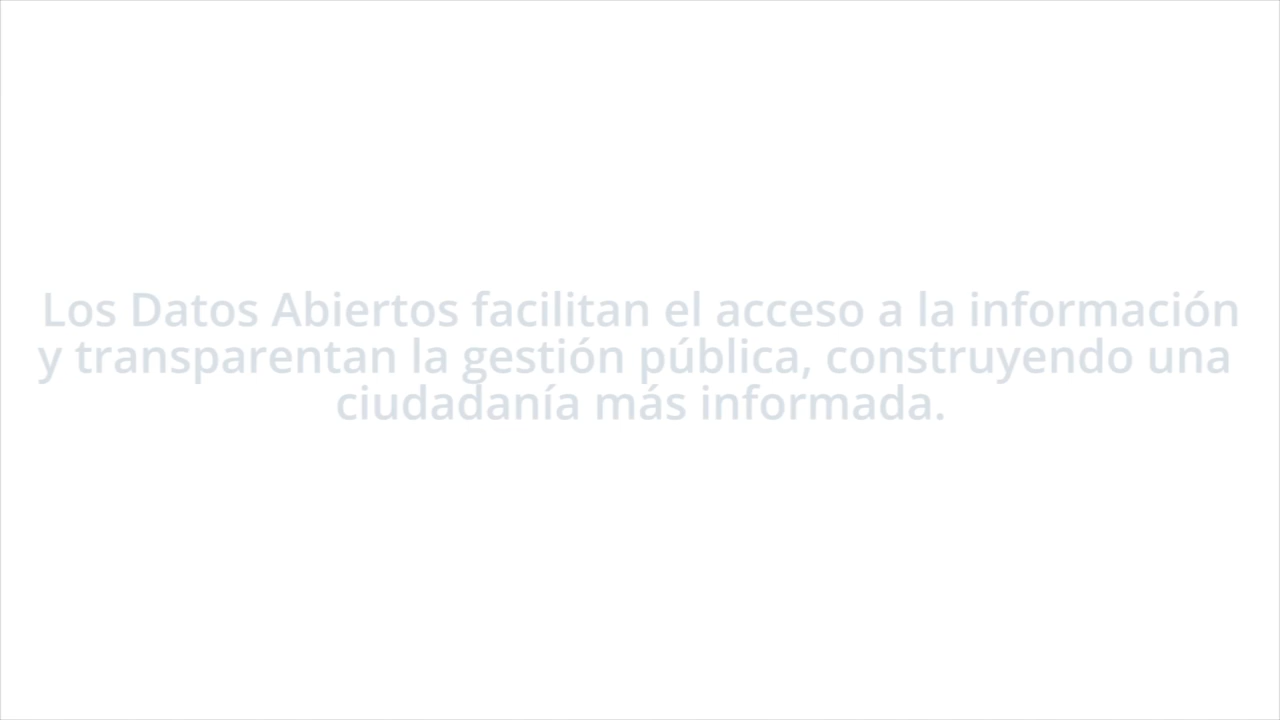 Los Datos Abiertos facilitan el acceso a la información
y transparentan la gestión pública, construyendo una
ciudadanía más informada.